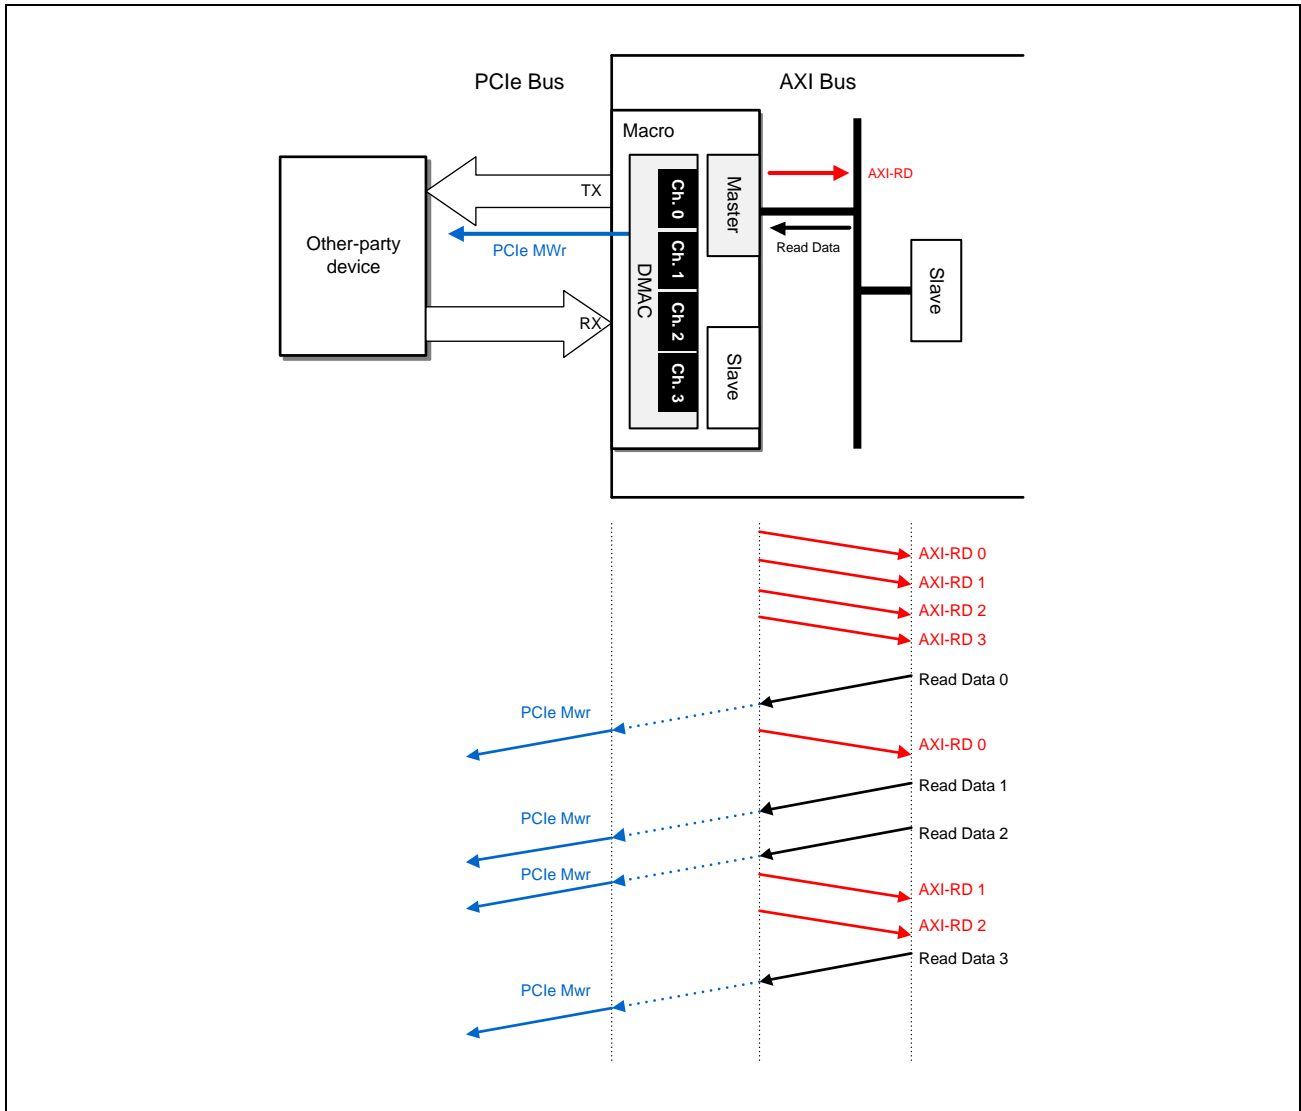 PCIe Bus
AXI Bus
Macro
Other-party
device
TX
PCIe MWr
RX
DMAC
Ch. 0
Ch. 1
Ch. 2
Ch. 3
Master
Slave
AXI-RD
Read Data
Slave
AXI-RD 0
AXI-RD 1
AXI-RD 2
AXI-RD 3
Read Data 0
PCIe Mwr
AXI-RD 0
Read Data 1
PCIe Mwr
Read Data 2
PCIe Mwr
AXI-RD 1
AXI-RD 2
Read Data 3
PCIe Mwr